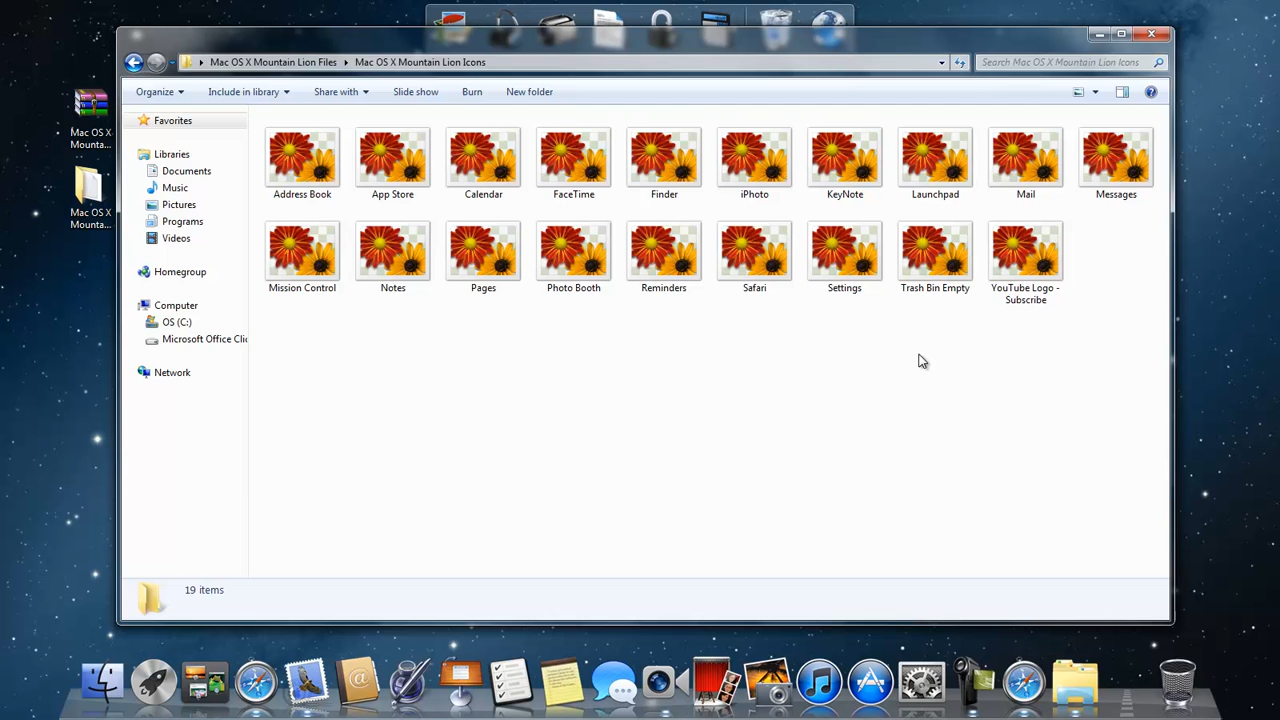 Mac OS X Mountain Lion Files Mac OS X Mountain Lion Icons
Search Mac OS X Mountain Lion Icons
Organize Include in library Share with Slide show Burn New folder
Mac OS X
Mounta...
Mac OS X
Mounta...
Favorites
Libraries
Documents
Music
Pictures
Programs
Videos
Homegroup
Computer
OS (C:)
Microsoft Office Clic
Network
Address Book App Store Calendar FaceTime Finder iPhoto KeyNote Launchpad Mail Messages
Mission Control Notes Pages Photo Booth Reminders Safari Settings Trash Bin Empty YouTube Logo -
Subscribe
19 items